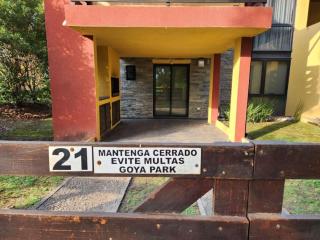 21
MANTENGA CERRADO
EVITE MULTAS
GOYA PARK